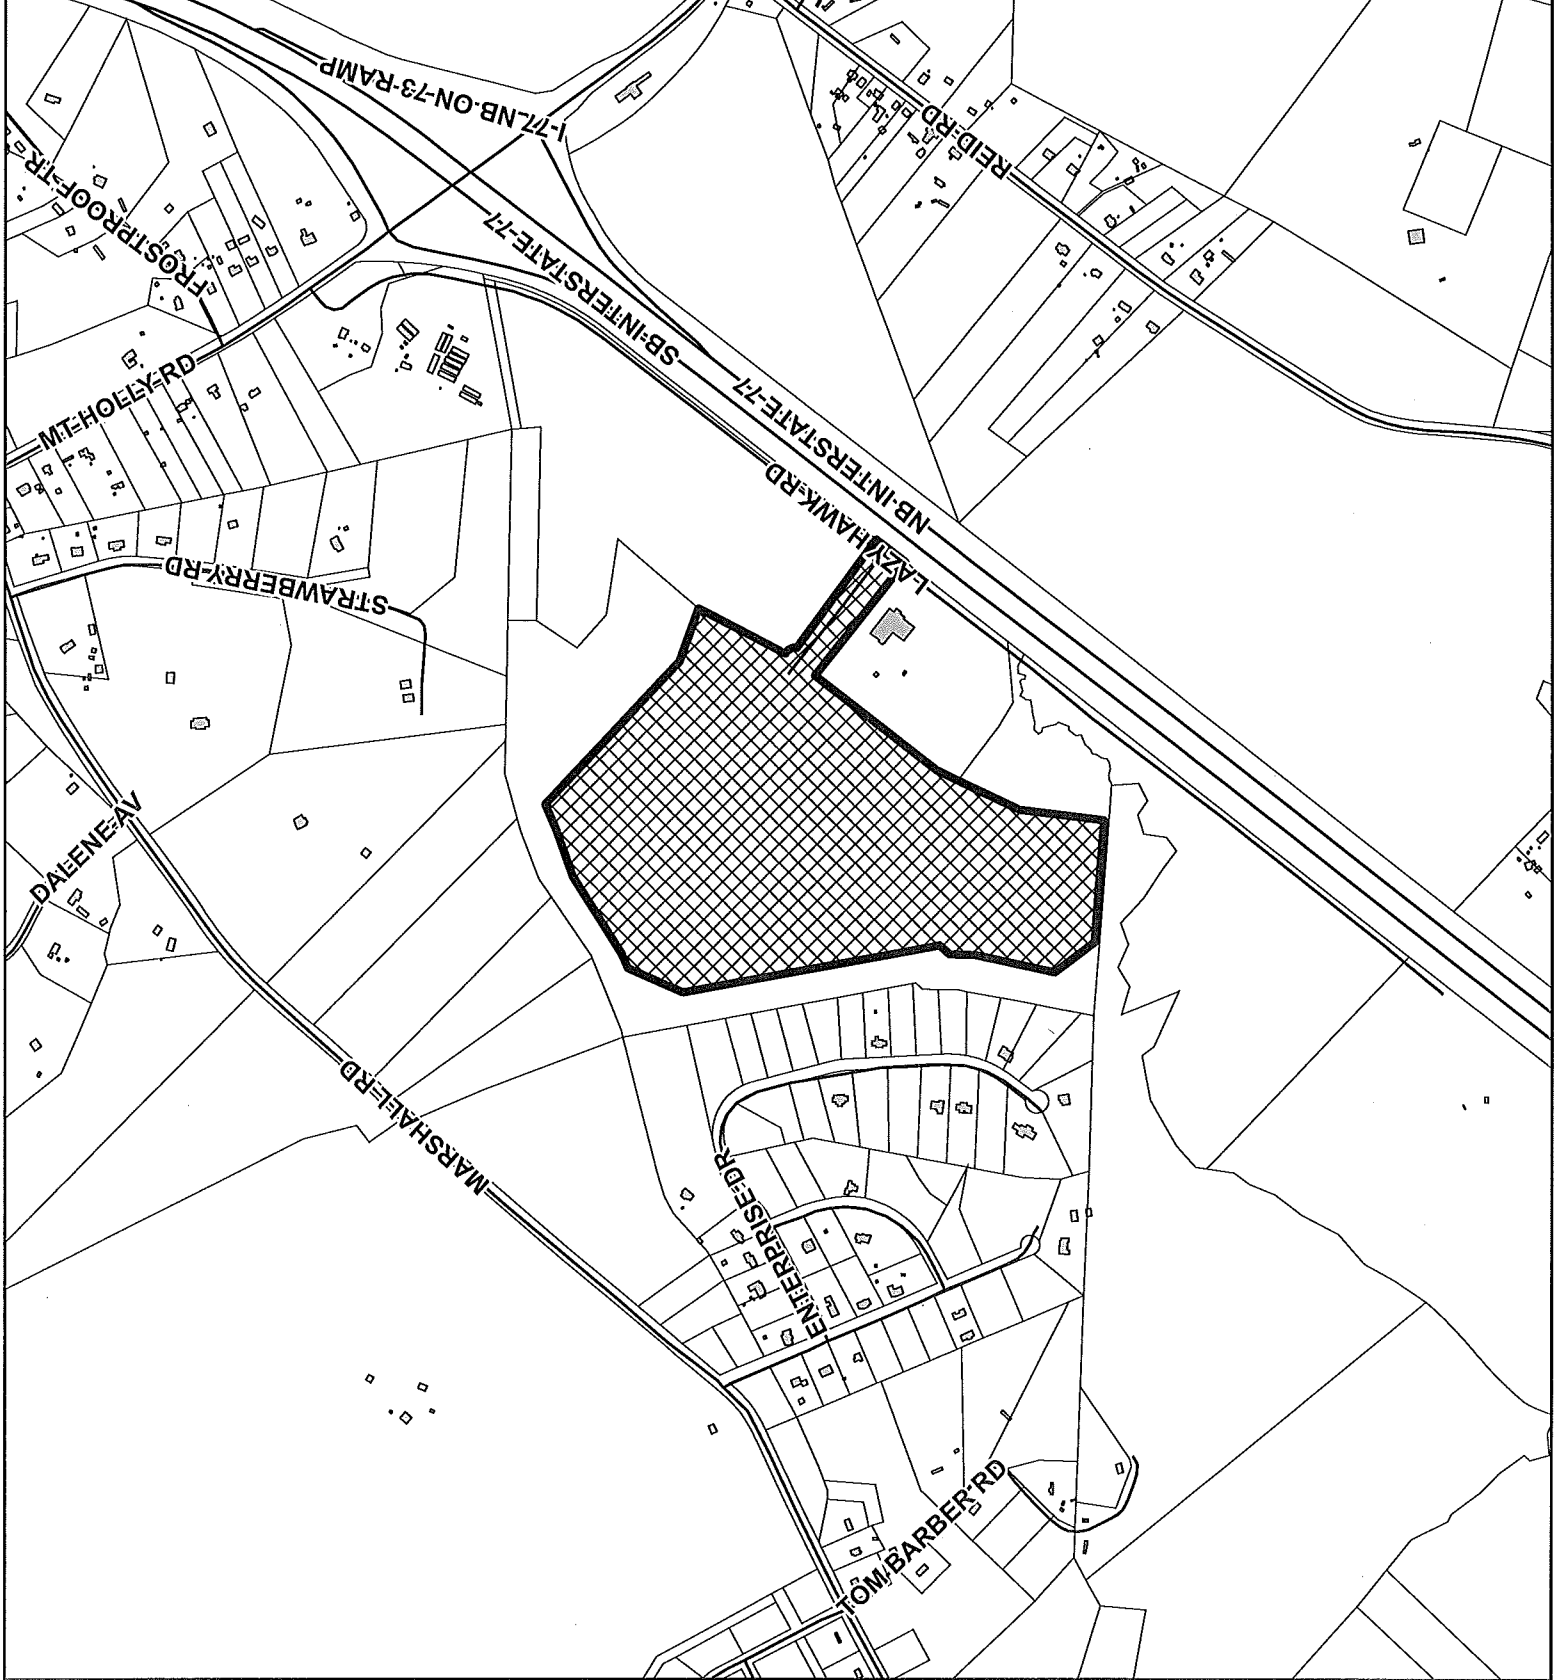 I-77 NB ON-73 RAMP
FROSTPROOF TR
REID RD
SB-INTERSTATE-77
MT HOLLY RD
NB-INTERSTATE-77
LAZY HAWK RD
STRAWBERRY RD
DALENE AV
MARSHALL RD
ENTERPRISE DR
TOM BARBER RD